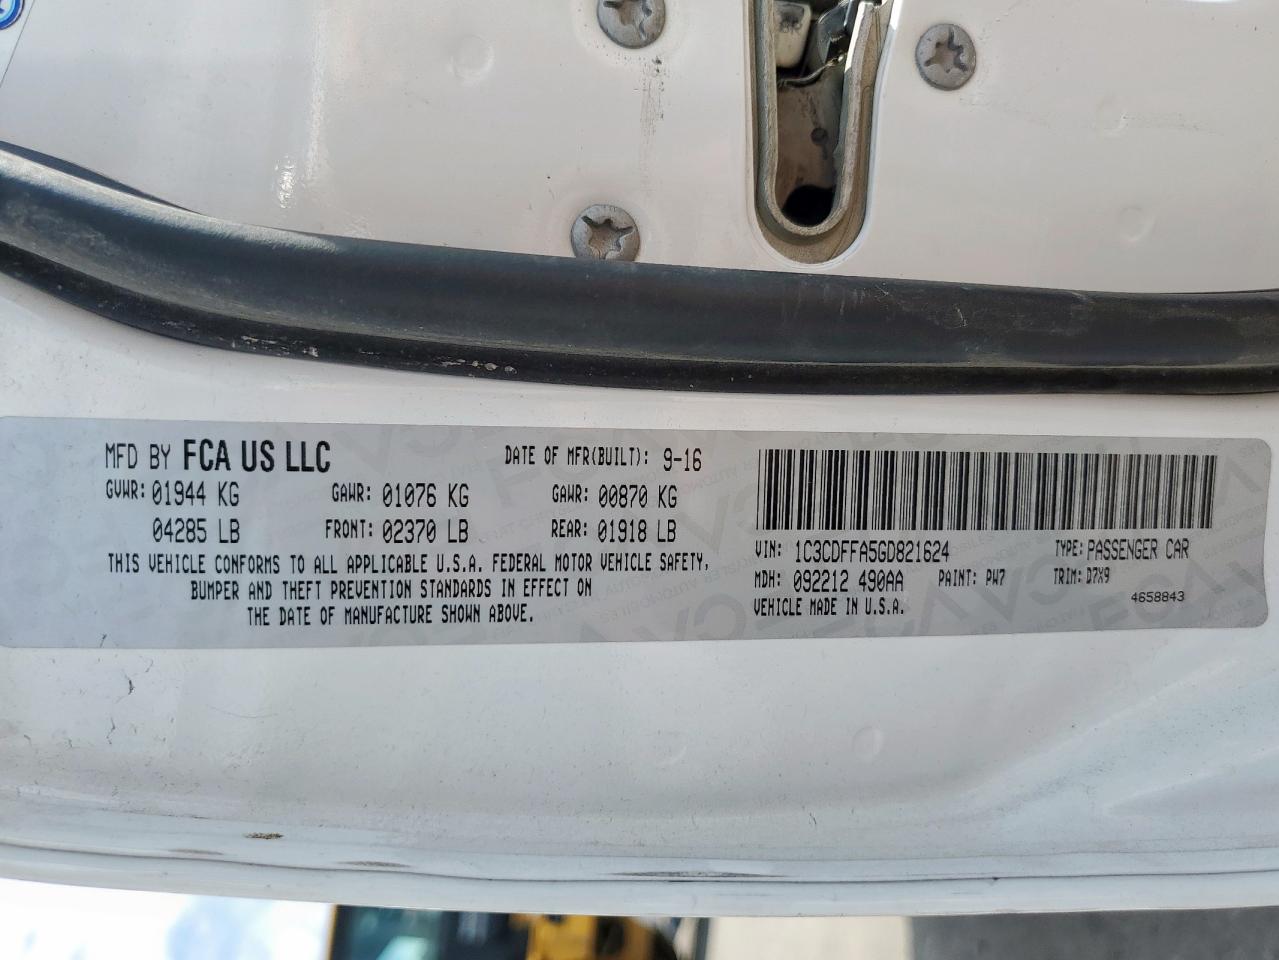 MFD BY FCA US LLC DATE OF MFR(BUILT): 9-16
GVWR: 01944 KG GAWR: 01076 KG GAWR: 00870 KG
04285 LB FRONT: 02370 LB REAR: 01918 LB
THIS VEHICLE CONFORMS TO ALL APPLICABLE U.S.A. FEDERAL MOTOR VEHICLE SAFETY,
BUMPER AND THEFT PREVENTION STANDARDS IN EFFECT ON
THE DATE OF MANUFACTURE SHOWN ABOVE.
VIN: 1C3CDFFA5GD821624 TYPE: PASSENGER CAR
MDH: 092212 490AA PAINT: PW7 TRIM: D7X9
VEHICLE MADE IN U.S.A. 4658843